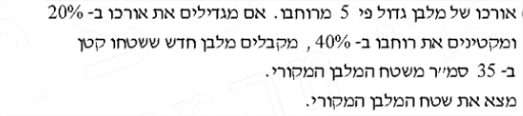 אורכו של מלבן גדול פי 5 מרוחבו. אם מגדילים את אורכו ב- 20%
ומקטינים את רוחבו ב- 40% , מקבלים מלבן חדש ששטחו קטן
ב- 35 סמ״ר משטח המלבן המקורי.
מצא את שטח המלבן המקורי.